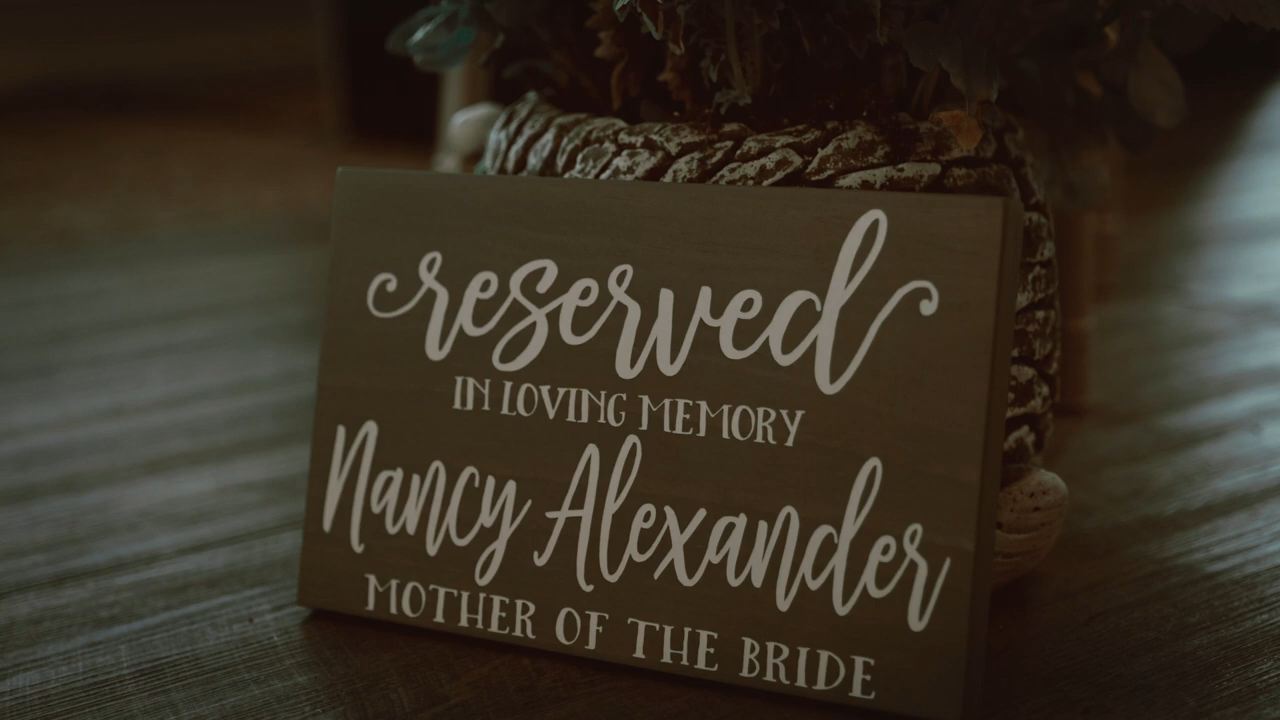 reserved
IN LOVING MEMORY
Nancy Alexander
MOTHER OF THE BRIDE